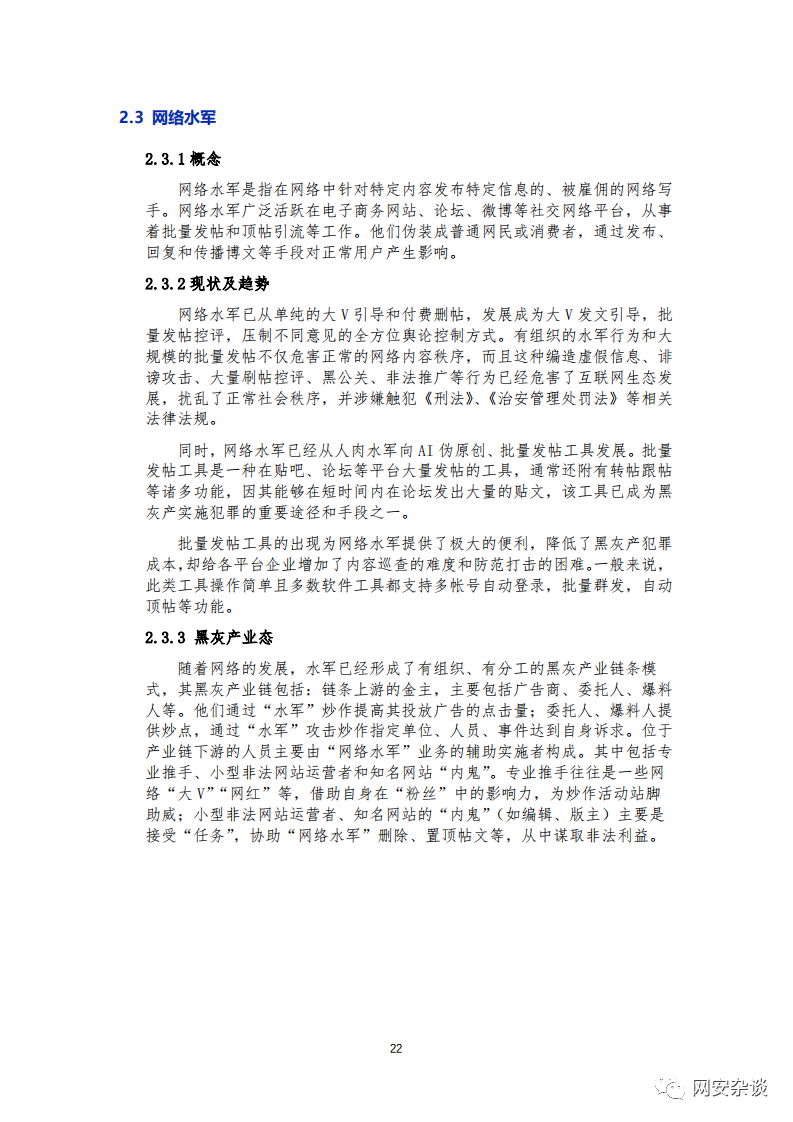 2.3 网络水军
2.3.1 概念
网络水军是指在网络中针对特定内容发布特定信息的、被雇佣的网络写
手。网络水军广泛活跃在电子商务网站、论坛、微博等社交网络平台，从事
着批量发帖和顶帖引流等工作。他们伪装成普通网民或消费者，通过发布、
回复和传播博文等手段对正常用户产生影响。
2.3.2 现状及趋势
网络水军已从单纯的大 V 引导和付费删帖，发展成为大 V 发文引导，批
量发帖控评，压制不同意见的全方位舆论控制方式。有组织的水军行为和大
规模的批量发帖不仅危害正常的网络内容秩序，而且这种编造虚假信息、诽
谤攻击、大量刷帖控评、黑公关、非法推广等行为已经危害了互联网生态发
展，扰乱了正常社会秩序，并涉嫌触犯《刑法》、《治安管理处罚法》等相关
法律法规。
同时，网络水军已经从人肉水军向 AI 伪原创、批量发帖工具发展。批量
发帖工具是一种在贴吧、论坛等平台大量发帖的工具，通常还附有转帖跟帖
等诸多功能，因其能够在短时间内在论坛发出大量的贴文，该工具已成为黑
灰产实施犯罪的重要途径和手段之一。
批量发帖工具的出现为网络水军提供了极大的便利，降低了黑灰产犯罪
成本，却给各平台企业增加了内容巡查的难度和防范打击的困难。一般来说，
此类工具操作简单且多数软件工具都支持多帐号自动登录，批量群发，自动
顶帖等功能。
2.3.3 黑灰产业态
随着网络的发展，水军已经形成了有组织、有分工的黑灰产业链条模
式，其黑灰产业链包括：链条上游的金主，主要包括广告商、委托人、爆料
人等。他们通过“水军”炒作提高其投放广告的点击量；委托人、爆料人提
供炒点，通过“水军”攻击炒作指定单位、人员、事件达到自身诉求。位于
产业链下游的人员主要由“网络水军”业务的辅助实施者构成。其中包括专
业推手、小型非法网站运营者和知名网站“内鬼”。专业推手往往是一些网
络“大 V”“网红”等，借助自身在“粉丝”中的影响力，为炒作活动站脚
助威；小型非法网站运营者、知名网站的“内鬼”（如编辑、版主）主要是
接受“任务”，协助“网络水军”删除、置顶帖文等，从中谋取非法利益。
22
网安杂谈